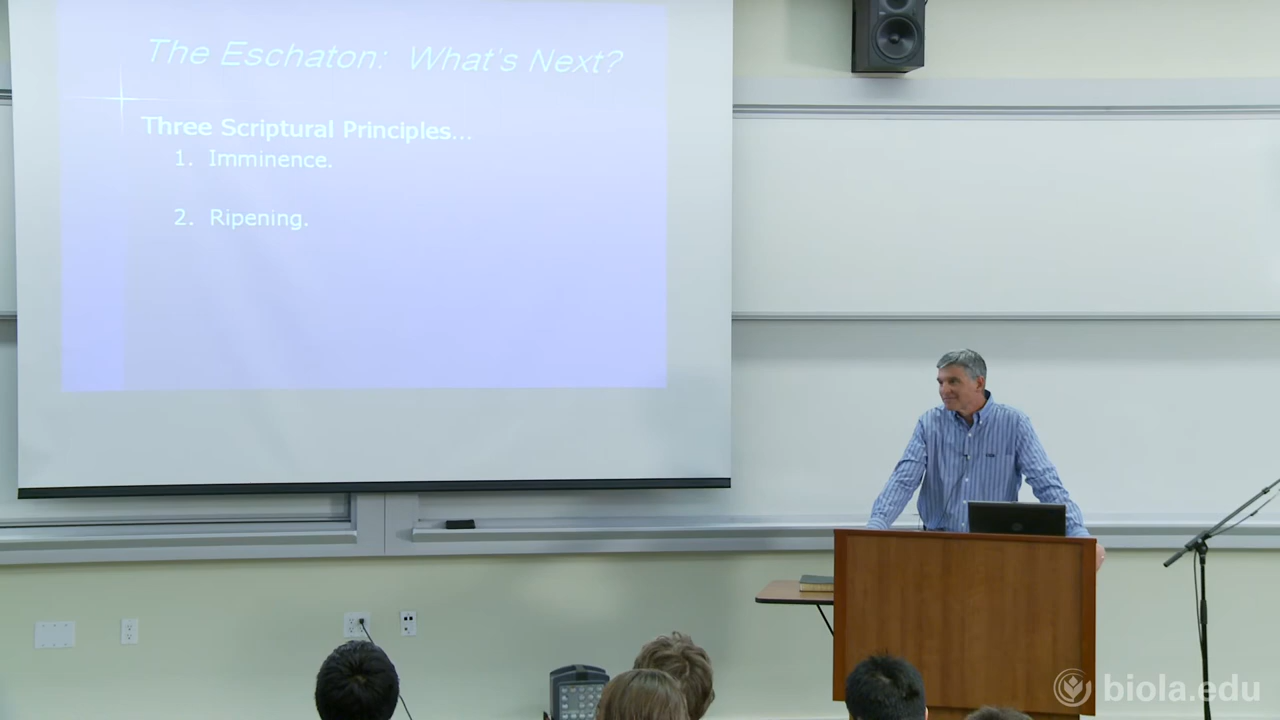 The Eschaton: What's Next?
Three Scriptural Principles...
1. Imminence.
2. Ripening.
biola.edu